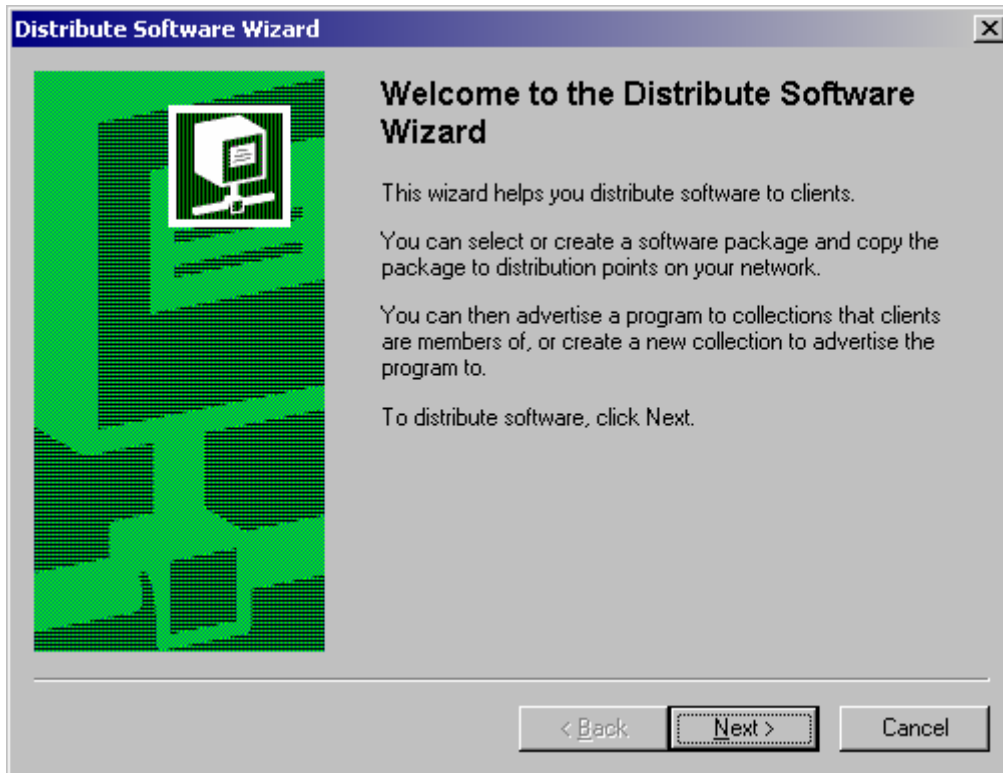 Distribute Software Wizard
Welcome to the Distribute Software
Wizard
This wizard helps you distribute software to clients.
You can select or create a software package and copy the
package to distribution points on your network.
You can then advertise a program to collections that clients
are members of, or create a new collection to advertise the
program to.
To distribute software, click Next.
< Back
Next >
Cancel